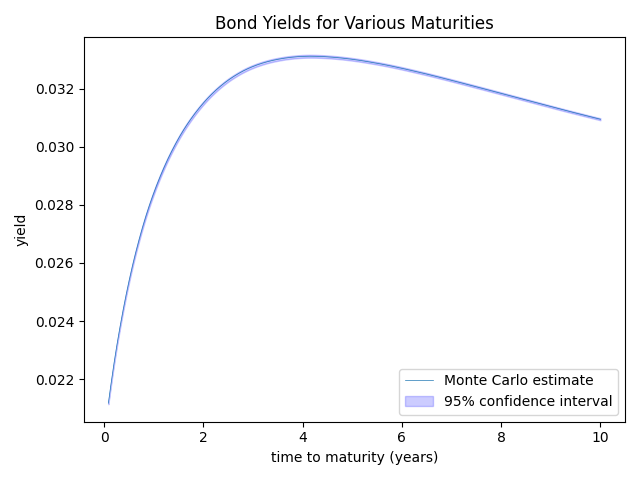 Bond Yields for Various Maturities
yield
0.032
0.030
0.028
0.026
0.024
0.022
Monte Carlo estimate
95% confidence interval
0
2
4
6
8
10
time to maturity (years)